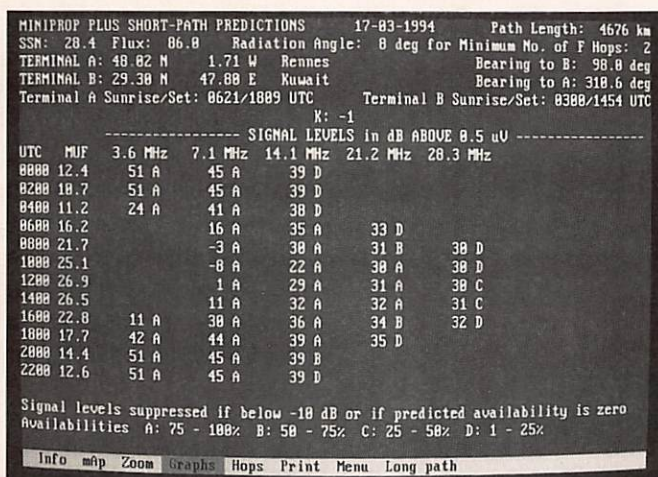 MINIPROP PLUS SHORT-PATH PREDICTIONS 17-03-1994 Path Length: 4676 km
SSN: 28.4 Flux: 86.0 Radiation Angle: 8 deg for Minimum No. of F Hops: 2
TERMINAL A: 48.02 N 1.71 W Rennes Bearing to B: 98.0 deg
TERMINAL B: 29.30 N 47.80 E Kuwait Bearing to A: 310.6 deg
Terminal A Sunrise/Set: 0621/1809 UTC Terminal B Sunrise/Set: 0300/1454 UTC
K: -1
---------------- SIGNAL LEVELS in dB ABOVE 0.5 uV ----------------
UTC MUF 3.6 MHz 7.1 MHz 14.1 MHz 21.2 MHz 28.3 MHz
0000 12.4 51 A 45 A 39 D
0200 10.7 51 A 45 A 39 D
0400 11.2 24 A 41 A 38 D
0600 16.2 16 A 35 A 33 D
0800 21.7 -3 A 30 A 31 B 30 D
1000 25.1 -8 A 22 A 30 A 30 D
1200 26.9 1 A 29 A 31 A 30 C
1400 26.5 11 A 32 A 32 A 31 C
1600 22.8 11 A 30 A 36 A 34 B 32 D
1800 17.7 42 A 44 A 39 A 35 D
2000 14.4 51 A 45 A 39 B
2200 12.6 51 A 45 A 39 D
Signal levels suppressed if below -10 dB or if predicted availability is zero
Availabilities A: 75 - 100% B: 50 - 75% C: 25 - 50% D: 1 - 25%
Info mAp Zoom Graphs Hops Print Menu Long path